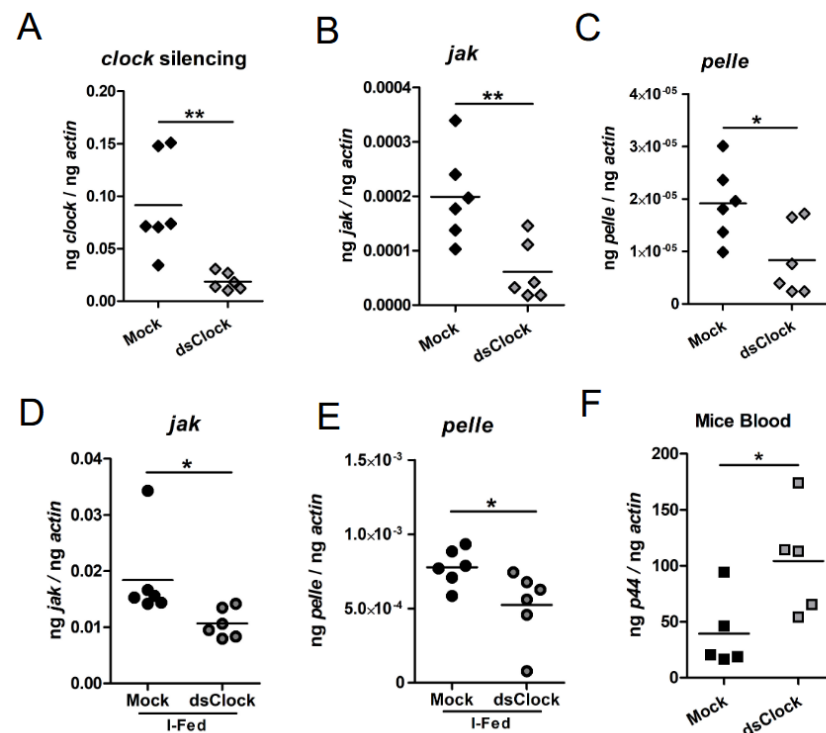 A
clock silencing
ng clock / ng actin
0.20
0.15
0.10
0.05
0.00
**
Mock
dsClock
B
jak
ng jak / ng actin
0.0004
0.0003
0.0002
0.0001
0.0000
**
Mock
dsClock
C
pelle
ng pelle / ng actin
4×10-05
3×10-05
2×10-05
1×10-05
0
*
Mock
dsClock
D
jak
ng jak / ng actin
0.04
0.03
0.02
0.01
0.00
*
Mock
dsClock
I-Fed
E
pelle
ng pelle / ng actin
1.5×10-3
1.0×10-3
5.0×10-4
0
*
Mock
dsClock
I-Fed
F
Mice Blood
ng p44 / ng actin
200
150
100
50
0
*
Mock
dsClock